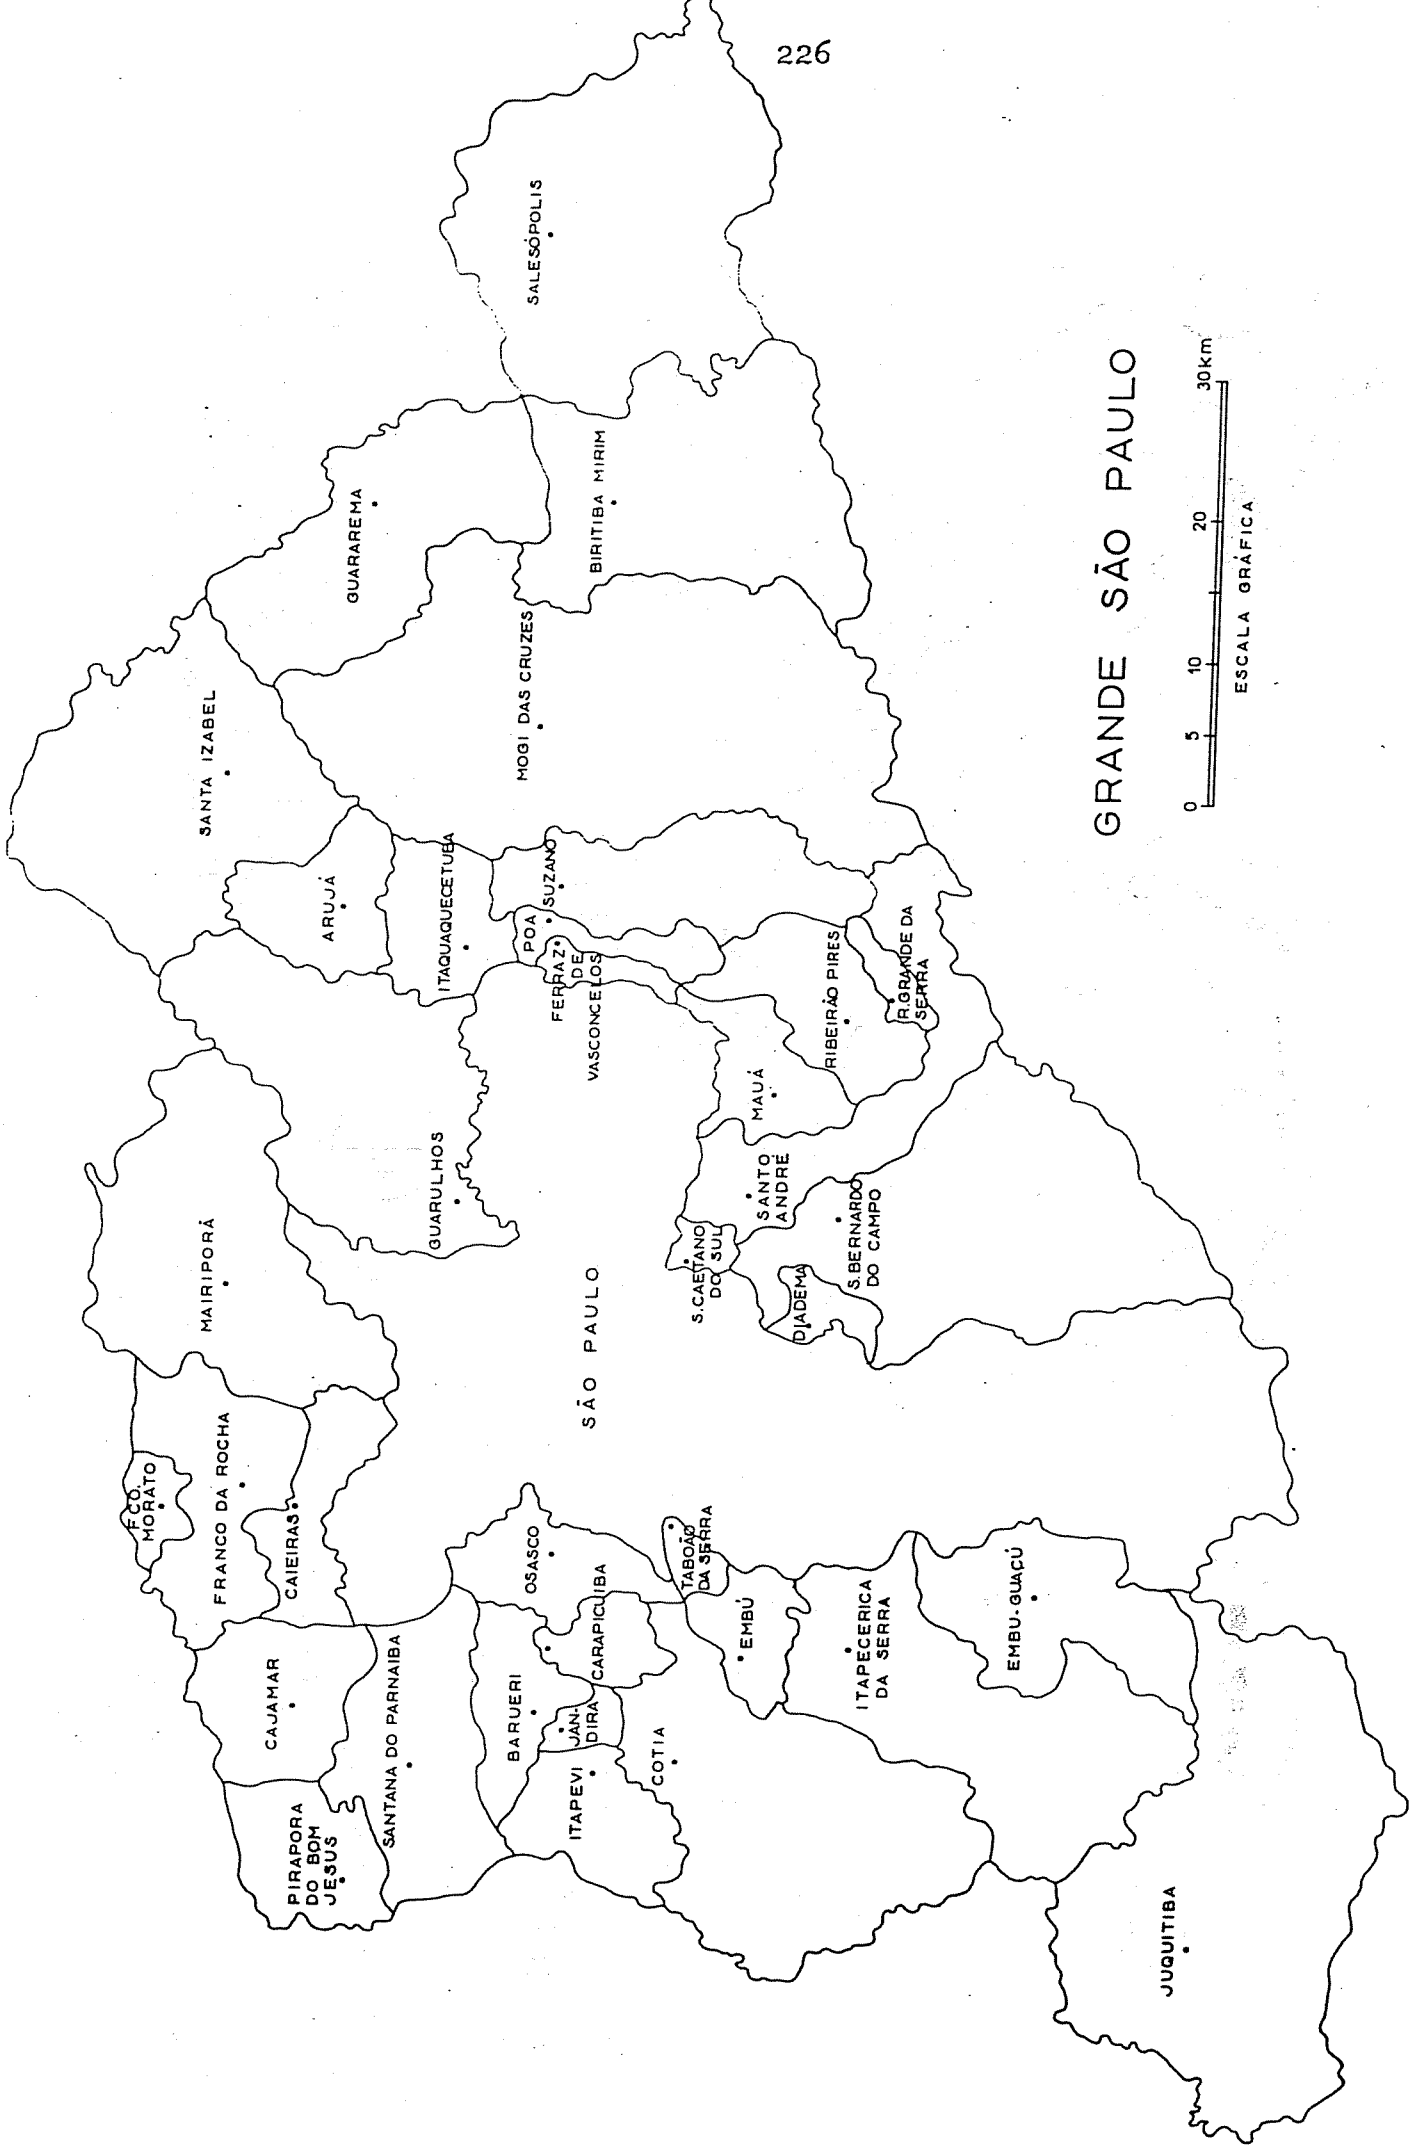 226
SALESÓPOLIS
GUARAREMA
BIRITIBA MIRIM
SANTA IZABEL
MOGI DAS CRUZES
ARUJÁ
ITAQUAQUECETUBA
SUZANO
POA
FERRAZ
DE
VASCONCELOS
RIBEIRÃO PIRES
R.GRANDE DA
SERRA
MAUÁ
GUARULHOS
SANTO
ANDRÉ
S.BERNARDO
DO CAMPO
S.CAETANO
DO SUL
DIADEMA
MAIRIPORÃ
SÃO PAULO
FCO.
MORATO
FRANCO DA ROCHA
CAIEIRAS
OSASCO
TABOÃO
DA SERRA
CARAPICUIBA
EMBÚ
ITAPECERICA
DA SERRA
EMBU-GUAÇÚ
CAJAMAR
SANTANA DO PARNAIBA
BARUERI
JAN-
DIRA
ITAPEVI
COTIA
PIRAPORA
DO BOM
JESUS
JUQUITIBA
GRANDE SÃO PAULO
0 5 10 20 30km
ESCALA GRÁFICA